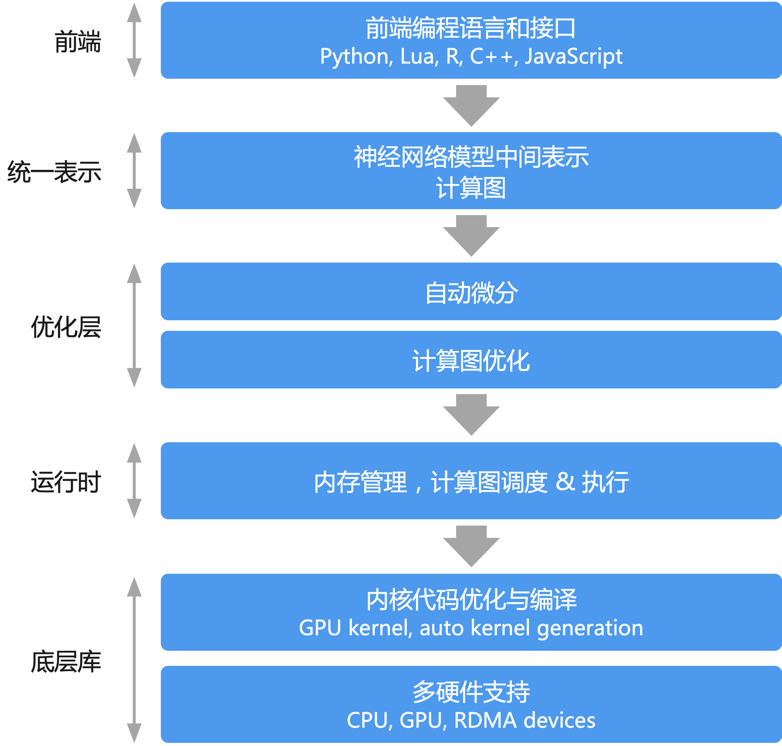 前端
前端编程语言和接口
Python, Lua, R, C++, JavaScript
统一表示
神经网络模型中间表示
计算图
优化层
自动微分
计算图优化
运行时
内存管理，计算图调度 & 执行
底层库
内核代码优化与编译
GPU kernel, auto kernel generation
多硬件支持
CPU, GPU, RDMA devices